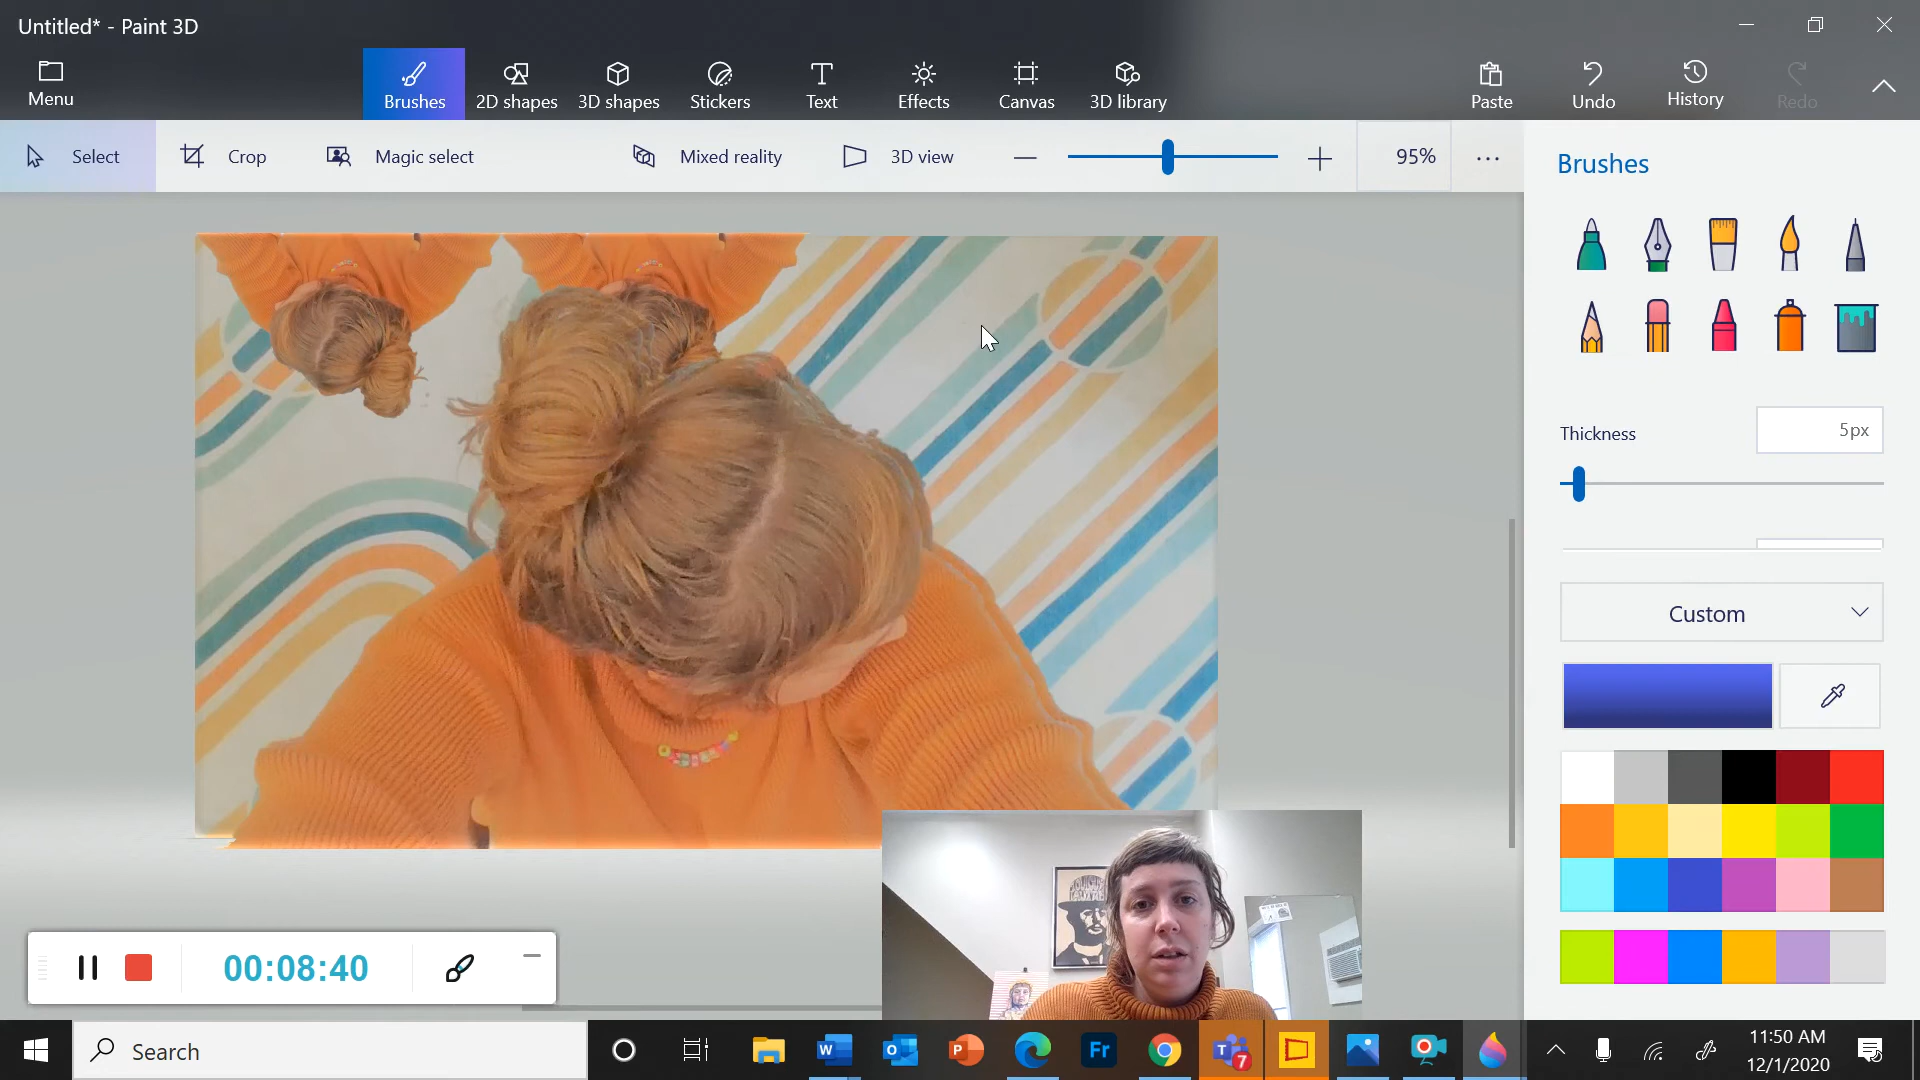 Untitled* - Paint 3D
Menu
Brushes
2D shapes
3D shapes
Stickers
Text
Effects
Canvas
3D library
Paste
Undo
History
Redo
Select
Crop
Magic select
Mixed reality
3D view
95%
Brushes
Thickness
5px
Custom
00:08:40
Search
W
P
Fr
T
7
11:50 AM
12/1/2020